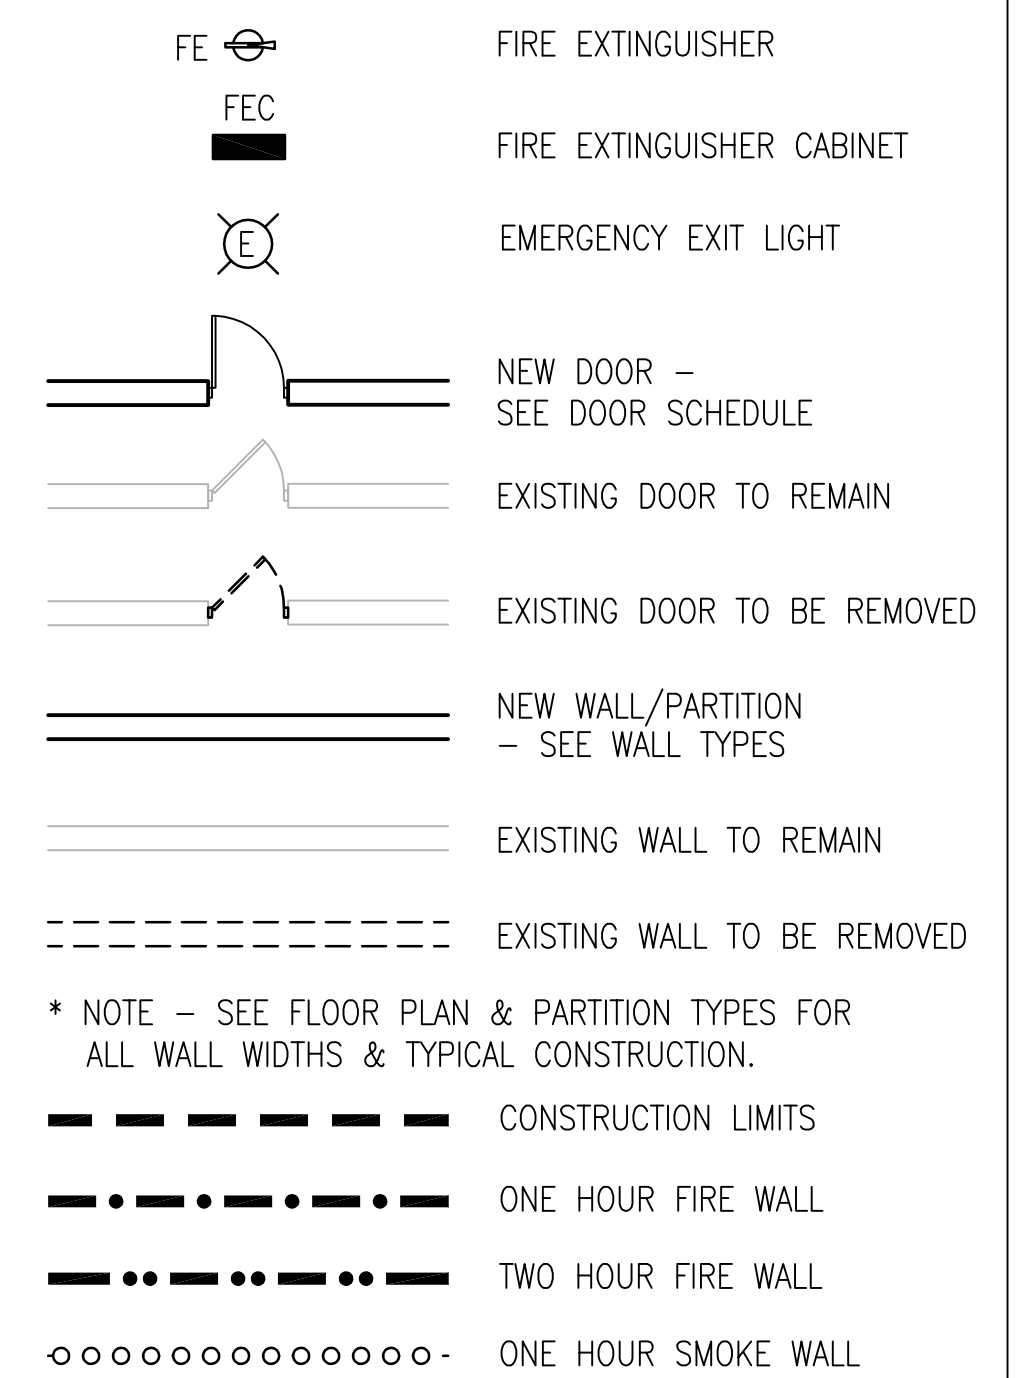 FE FIRE EXTINGUISHER
FEC
FIRE EXTINGUISHER CABINET
E EMERGENCY EXIT LIGHT
NEW DOOR –
SEE DOOR SCHEDULE
EXISTING DOOR TO REMAIN
EXISTING DOOR TO BE REMOVED
NEW WALL/PARTITION
– SEE WALL TYPES
EXISTING WALL TO REMAIN
EXISTING WALL TO BE REMOVED
* NOTE – SEE FLOOR PLAN & PARTITION TYPES FOR
ALL WALL WIDTHS & TYPICAL CONSTRUCTION.
CONSTRUCTION LIMITS
ONE HOUR FIRE WALL
TWO HOUR FIRE WALL
ONE HOUR SMOKE WALL